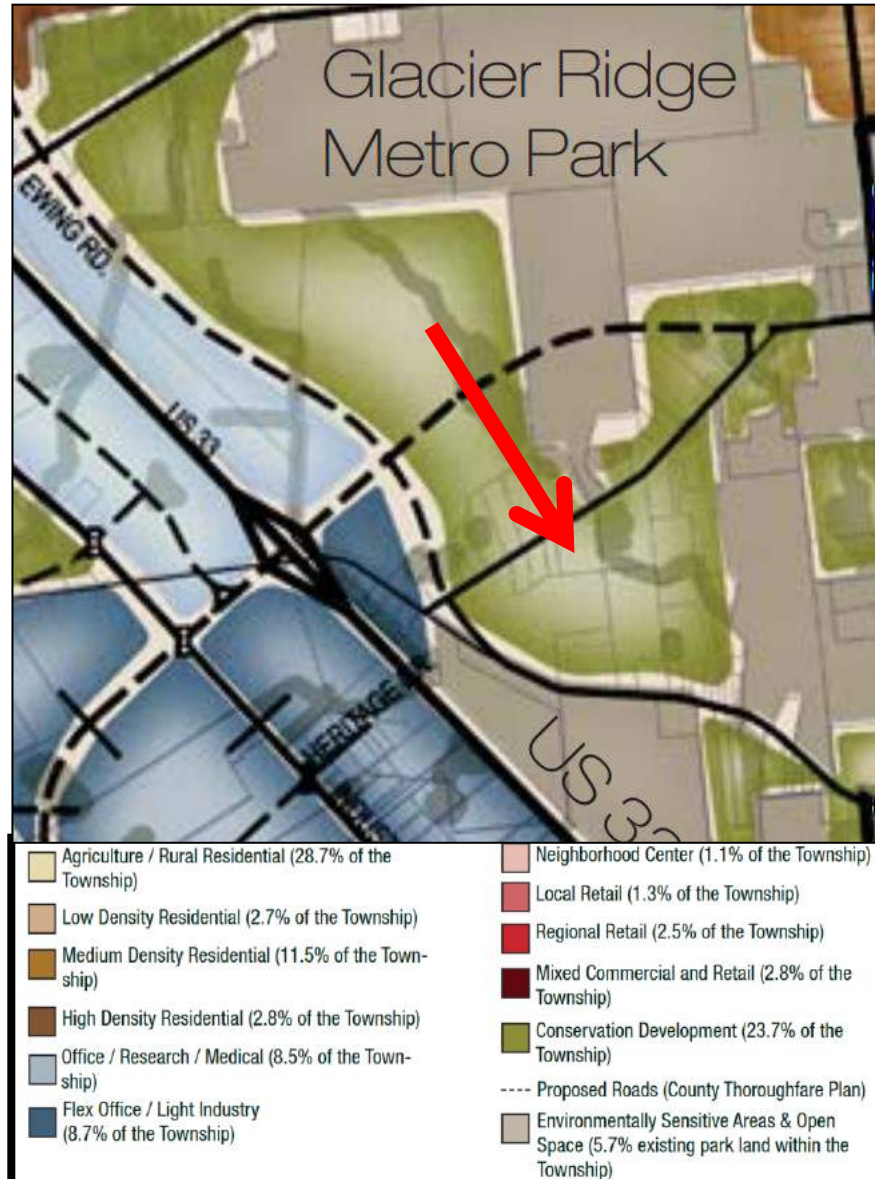 Glacier Ridge
Metro Park
EWING RD.
US 33
HERITAGE
US 33
Agriculture / Rural Residential (28.7% of the
Township)
Low Density Residential (2.7% of the Township)
Medium Density Residential (11.5% of the Town-
ship)
High Density Residential (2.8% of the Township)
Office / Research / Medical (8.5% of the Town-
ship)
Flex Office / Light Industry
(8.7% of the Township)
Neighborhood Center (1.1% of the Township)
Local Retail (1.3% of the Township)
Regional Retail (2.5% of the Township)
Mixed Commercial and Retail (2.8% of the
Township)
Conservation Development (23.7% of the
Township)
Proposed Roads (County Thoroughfare Plan)
Environmentally Sensitive Areas & Open
Space (5.7% existing park land within the
Township)